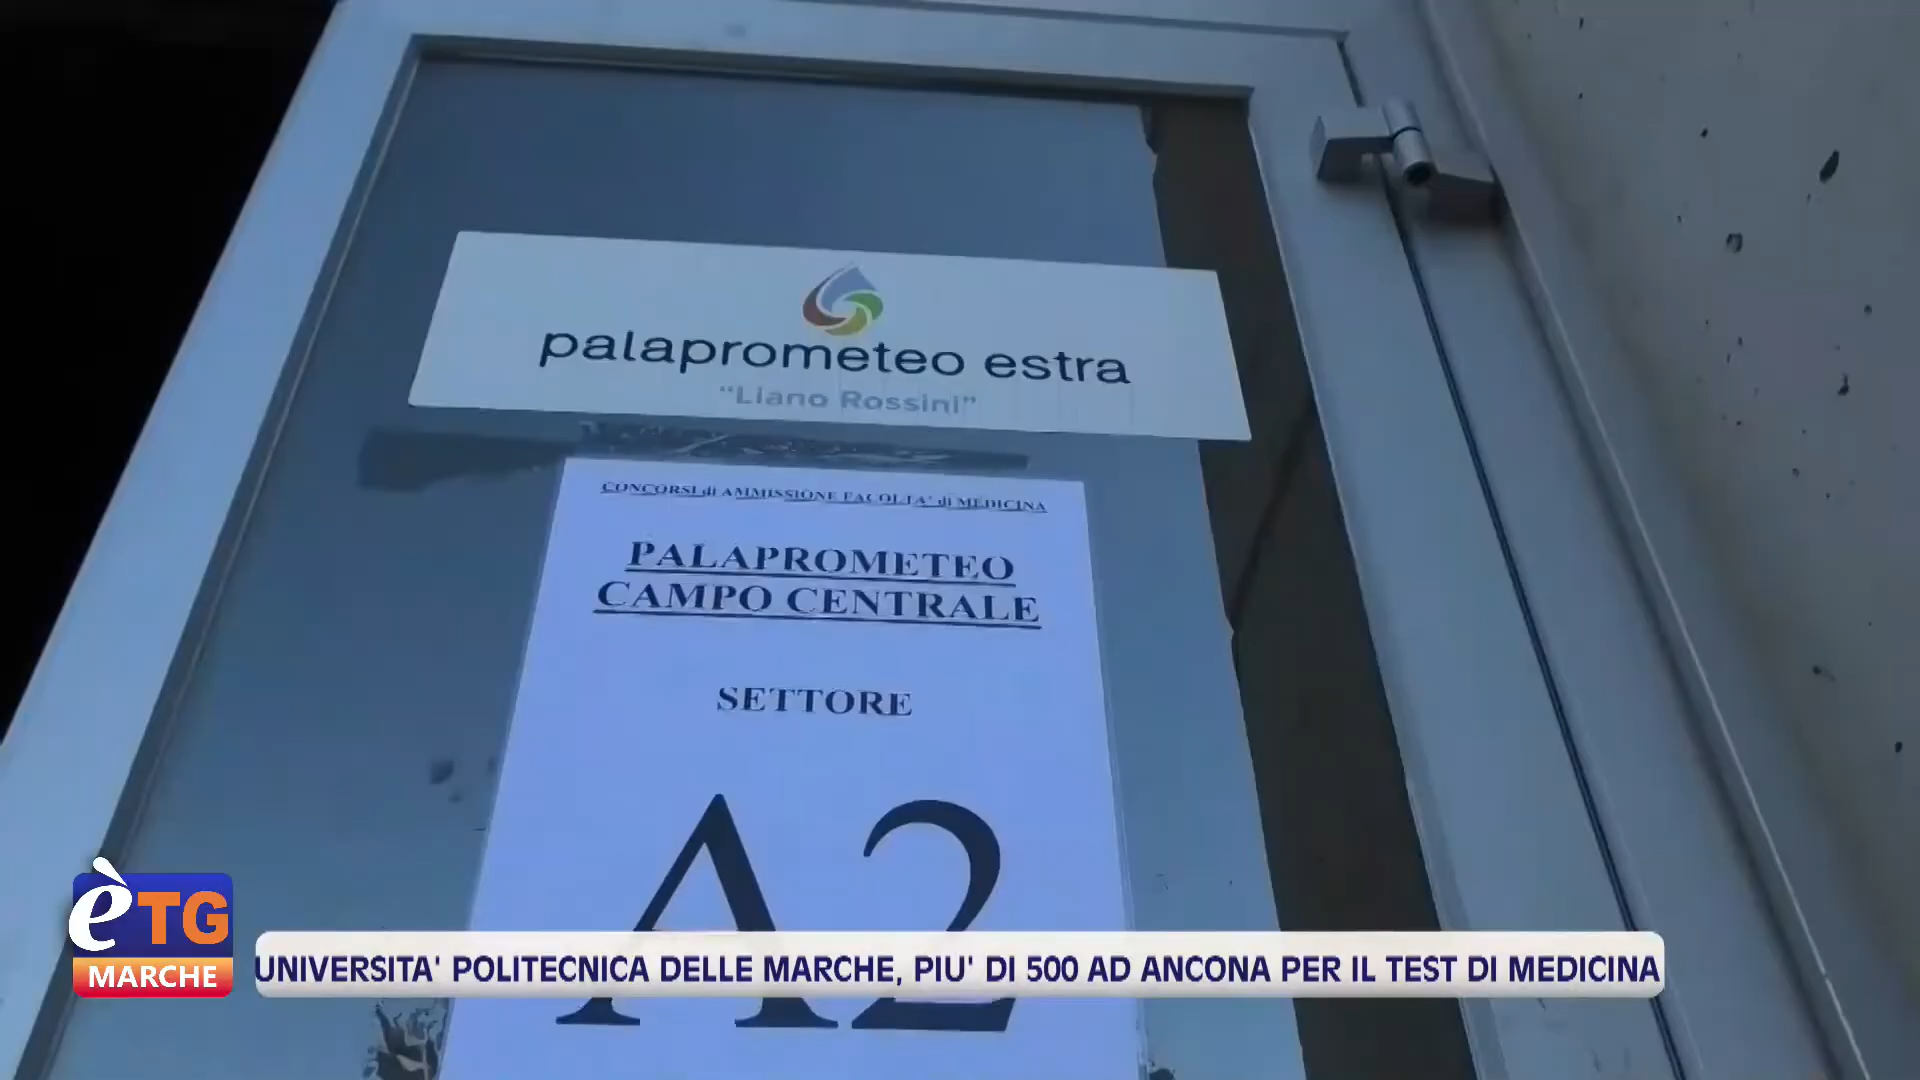 palaprometeo estra
"Liano Rossini"
CONCORSI di AMMISSIONE FACOLTA' di MEDICINA
PALAPROMETEO
CAMPO CENTRALE
SETTORE
A2
è TG
MARCHE
UNIVERSITA' POLITECNICA DELLE MARCHE, PIU' DI 500 AD ANCONA PER IL TEST DI MEDICINA